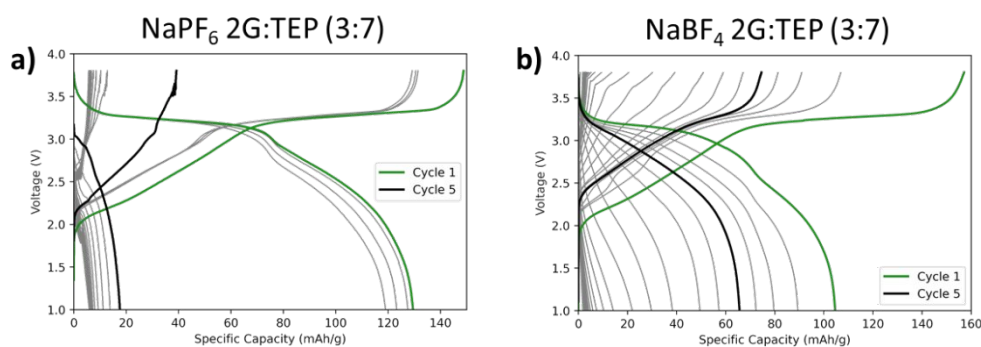 NaPF₆ 2G:TEP (3:7)
a)
4.0
3.5
3.0
2.5
2.0
1.5
1.0
Voltage (V)
Cycle 1
Cycle 5
0 20 40 60 80 100 120 140
Specific Capacity (mAh/g)
NaBF₄ 2G:TEP (3:7)
b)
4.0
3.5
3.0
2.5
2.0
1.5
1.0
Voltage (V)
Cycle 1
Cycle 5
0 20 40 60 80 100 120 140 160
Specific Capacity (mAh/g)